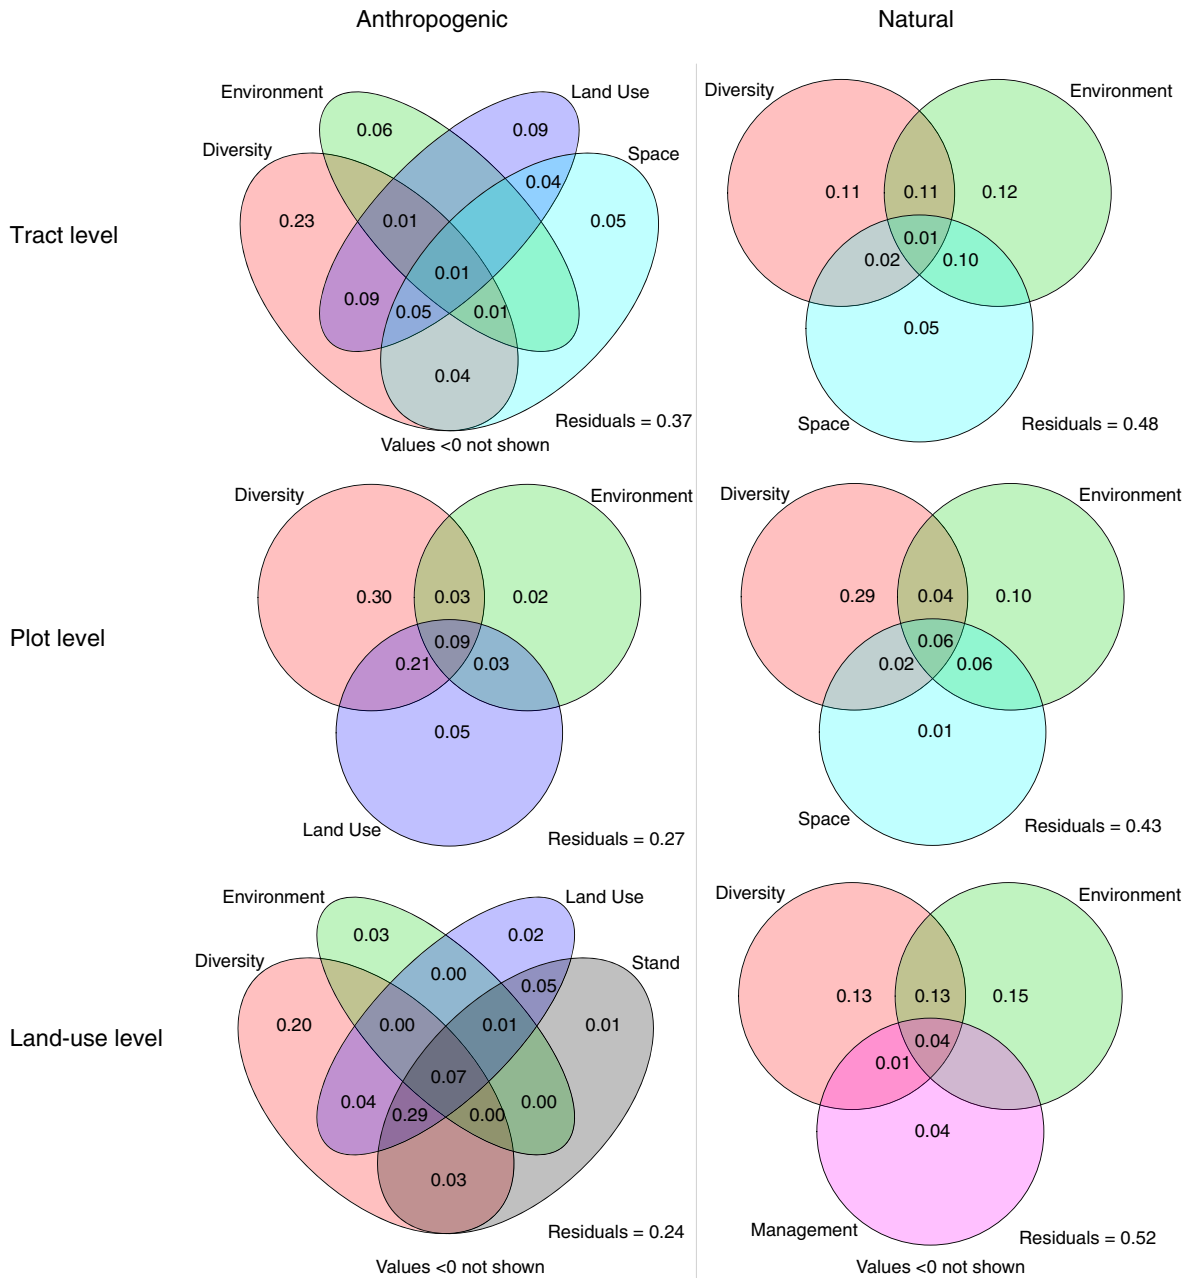 Anthropogenic
Natural
Tract level
Environment
Land Use
Diversity
Space
0.06
0.09
0.04
0.23
0.01
0.05
0.01
0.09
0.05
0.01
0.04
Residuals = 0.37
Values <0 not shown
Diversity
Environment
0.11
0.11
0.12
0.01
0.02
0.10
0.05
Space
Residuals = 0.48
Plot level
Diversity
Environment
0.30
0.03
0.02
0.09
0.21
0.03
0.05
Land Use
Residuals = 0.27
Diversity
Environment
0.29
0.04
0.10
0.06
0.02
0.06
0.01
Space
Residuals = 0.43
Land-use level
Environment
Land Use
Diversity
Stand
0.03
0.02
0.00
0.05
0.20
0.00
0.01
0.01
0.07
0.04
0.29
0.00
0.00
0.03
Residuals = 0.24
Values <0 not shown
Diversity
Environment
0.13
0.13
0.15
0.04
0.01
0.04
Management
Residuals = 0.52
Values <0 not shown